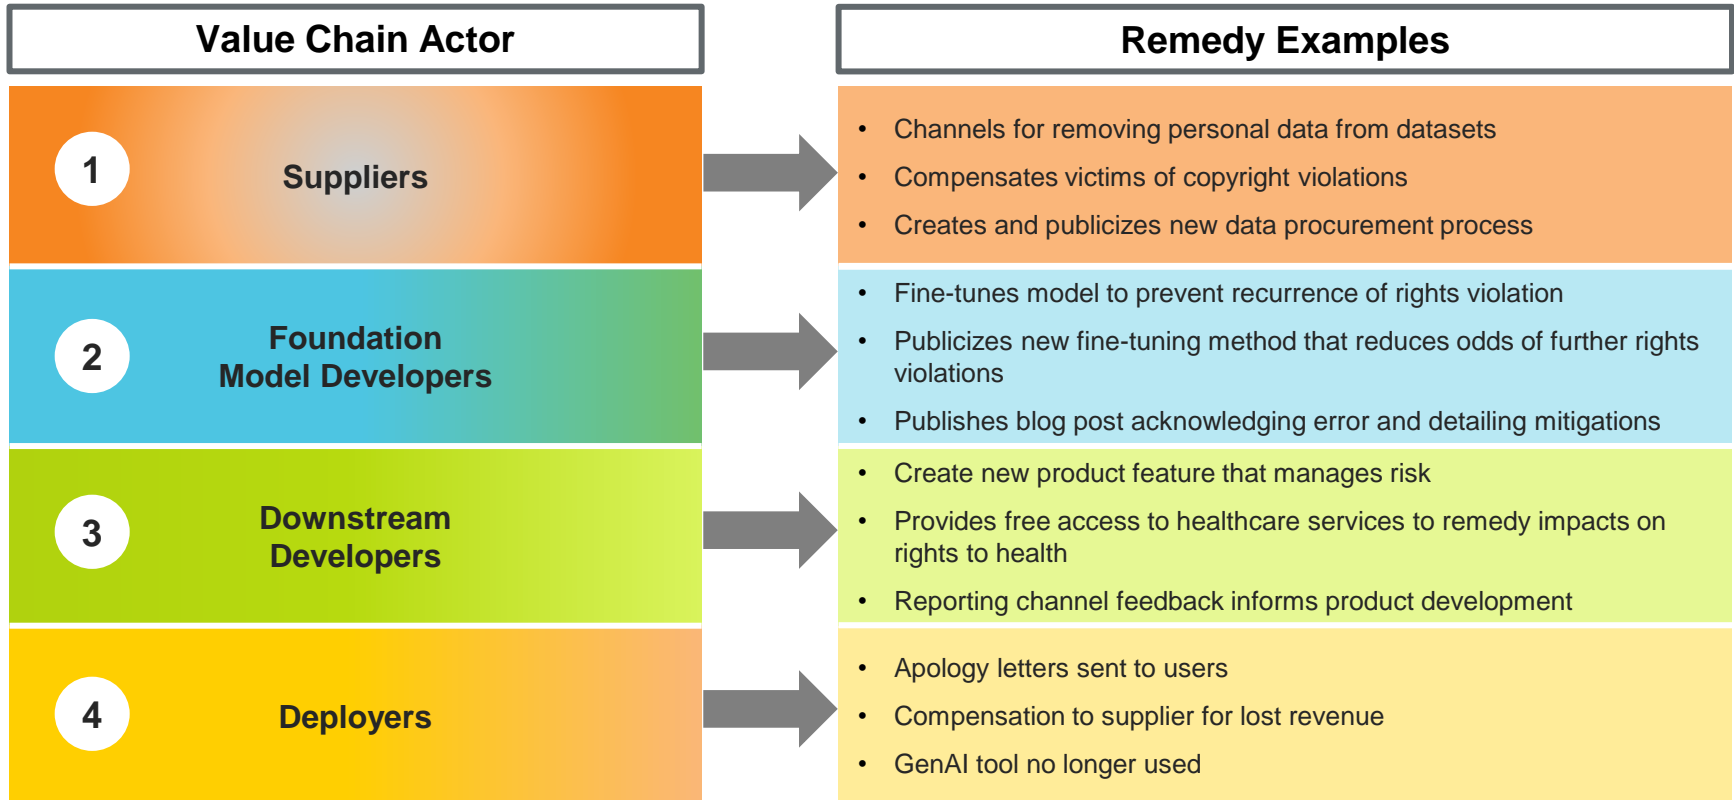 Value Chain Actor
Remedy Examples
1
Suppliers
• Channels for removing personal data from datasets
• Compensates victims of copyright violations
• Creates and publicizes new data procurement process
2
Foundation
Model Developers
• Fine-tunes model to prevent recurrence of rights violation
• Publicizes new fine-tuning method that reduces odds of further rights
violations
• Publishes blog post acknowledging error and detailing mitigations
3
Downstream
Developers
• Create new product feature that manages risk
• Provides free access to healthcare services to remedy impacts on
rights to health
• Reporting channel feedback informs product development
4
Deployers
• Apology letters sent to users
• Compensation to supplier for lost revenue
• GenAI tool no longer used